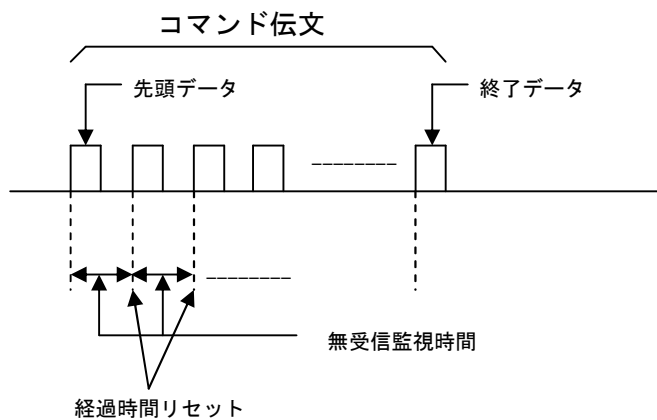 コマンド伝文
先頭データ
終了データ
無受信監視時間
経過時間リセット